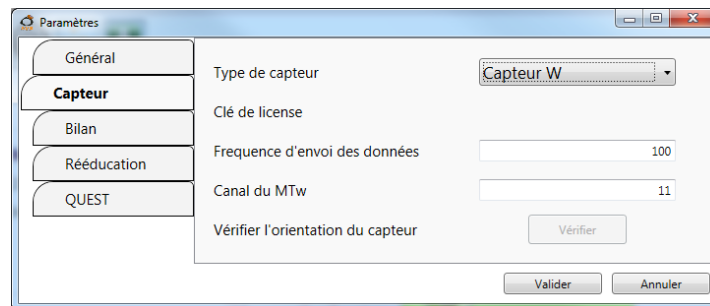 Paramètres
Général
Capteur
Bilan
Rééducation
QUEST
Type de capteur
Capteur W
Clé de license
Frequence d'envoi des données
100
Canal du MTw
11
Vérifier l'orientation du capteur
Vérifier
Valider
Annuler